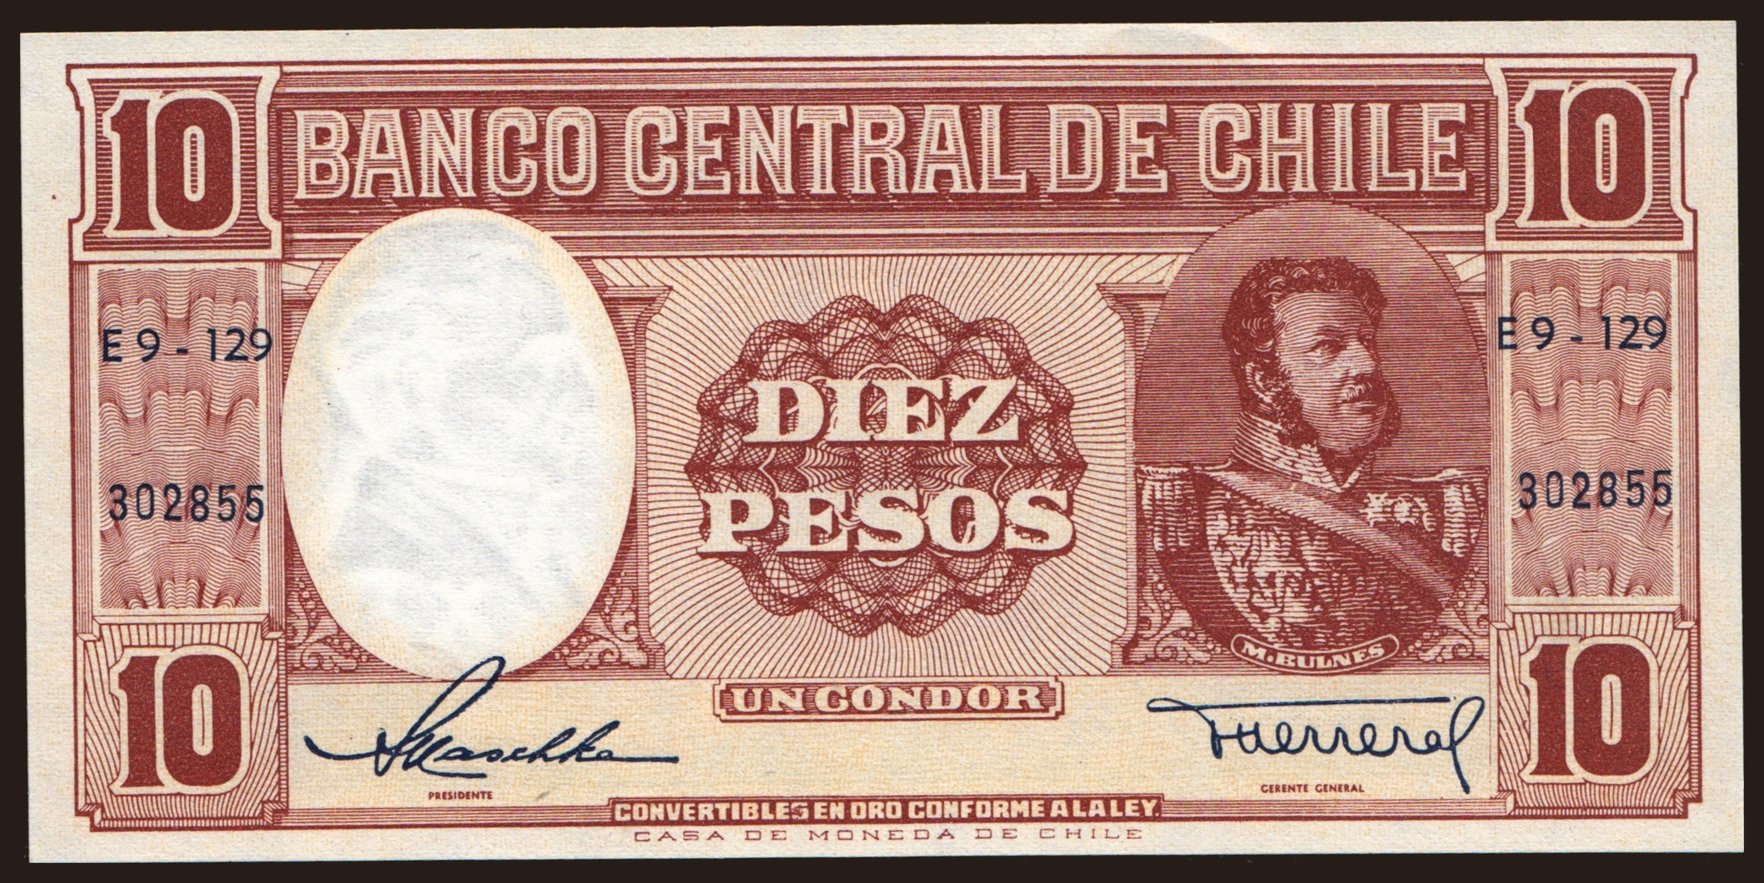 10 BANCO CENTRAL DE CHILE 10
E 9 - 129 E 9 - 129
DIEZ
302855 302855
PESOS
M. BULNES
10 UN CONDOR 10
PRESIDENTE GERENTE GENERAL
CONVERTIBLES EN ORO CONFORME A LA LEY.
CASA DE MONEDA DE CHILE